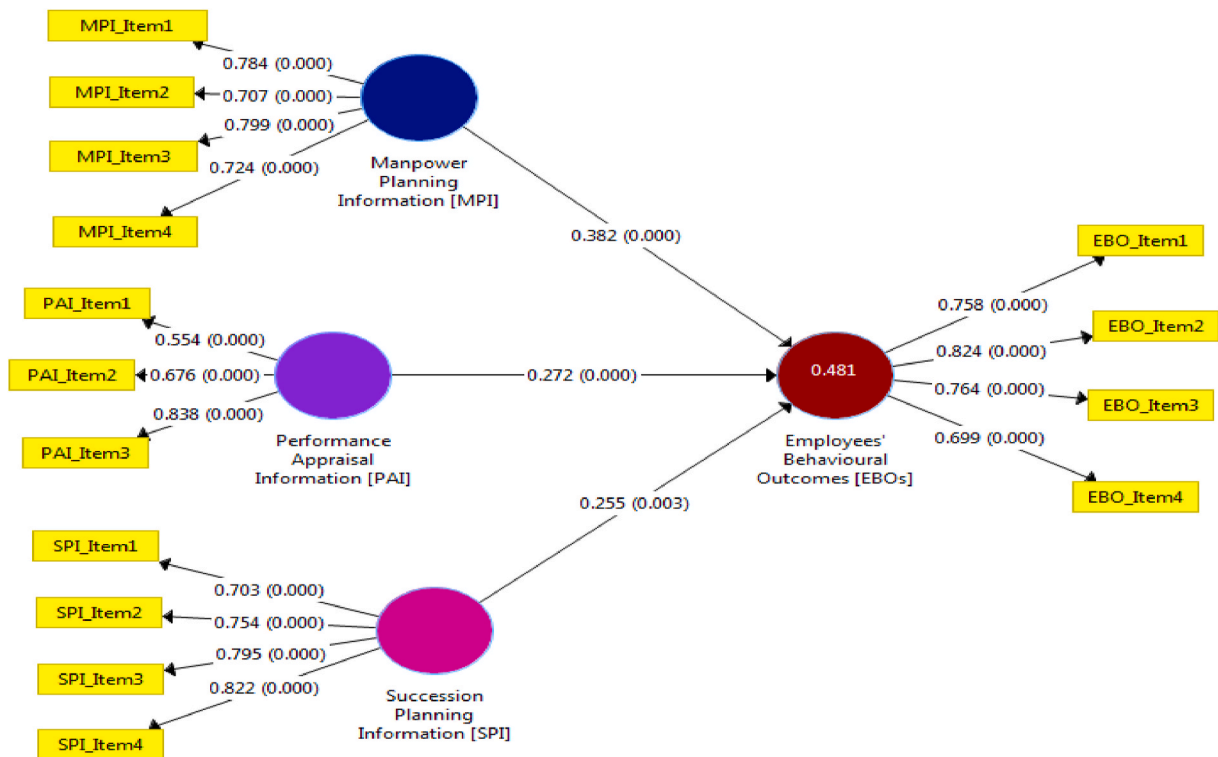 MPI_Item1
0.784 (0.000)
MPI_Item2
0.707 (0.000)
0.799 (0.000)
MPI_Item3
0.724 (0.000)
MPI_Item4
Manpower
Planning
Information [MPI]
0.382 (0.000)
PAI_Item1
0.554 (0.000)
PAI_Item2
0.676 (0.000)
0.838 (0.000)
PAI_Item3
Performance
Appraisal
Information [PAI]
0.272 (0.000)
SPI_Item1
0.703 (0.000)
SPI_Item2
0.754 (0.000)
0.795 (0.000)
SPI_Item3
0.822 (0.000)
SPI_Item4
Succession
Planning
Information [SPI]
0.255 (0.003)
0.481
Employees'
Behavioural
Outcomes [EBOs]
EBO_Item1
0.758 (0.000)
EBO_Item2
0.824 (0.000)
0.764 (0.000)
EBO_Item3
0.699 (0.000)
EBO_Item4